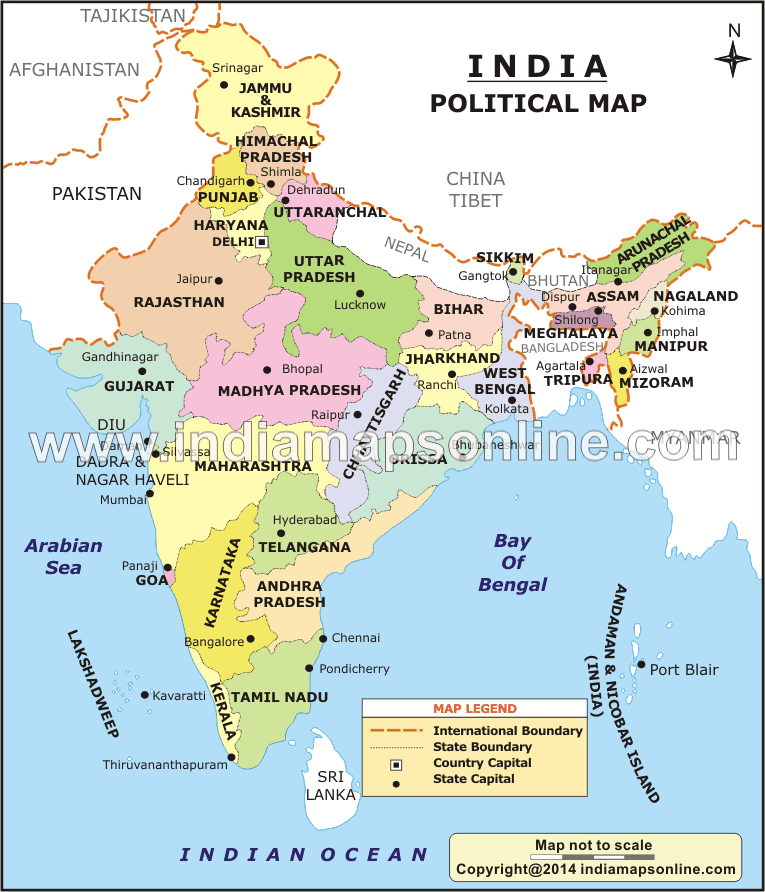 TAJIKISTAN
AFGHANISTAN
Srinagar
JAMMU
&
KASHMIR
INDIA
POLITICAL MAP
N
HIMACHAL
PRADESH
Shimla
Chandigarh
PUNJAB
Dehradun
UTTARANCHAL
PAKISTAN
CHINA
TIBET
HARYANA
DELHI
NEPAL
SIKKIM
Gangtok
BHUTAN
ARUNACHAL
PRADESH
Itanagar
UTTAR
PRADESH
Lucknow
Jaipur
RAJASTHAN
BIHAR
Patna
Dispur
ASSAM
NAGALAND
Kohima
Shilong
MEGHALAYA
Imphal
MANIPUR
BANGLADESH
Agartala
TRIPURA
Aizwal
MIZORAM
Gandhinagar
GUJARAT
Bhopal
MADHYA PRADESH
JHARKHAND
Ranchi
WEST
BENGAL
Kolkata
Raipur
CHHATTISGARH
DIU
Daman
Silvassa
DADRA &
NAGAR HAVELI
Mumbai
MAHARASHTRA
Bhubaneshwar
ORISSA
MYANMAR
www.indiamapsonline.com
Arabian
Sea
Hyderabad
TELANGANA
Bay
Of
Bengal
Panaji
GOA
KARNATAKA
ANDHRA
PRADESH
Bangalore
Chennai
Pondicherry
LAKSHADWEEP
Kavaratti
KERALA
TAMIL NADU
Thiruvananthapuram
ANDAMAN & NICOBAR ISLAND
(INDIA)
Port Blair
SRI
LANKA
MAP LEGEND
International Boundary
State Boundary
Country Capital
State Capital
INDIAN OCEAN
Map not to scale
Copyright@2014 indiamapsonline.com